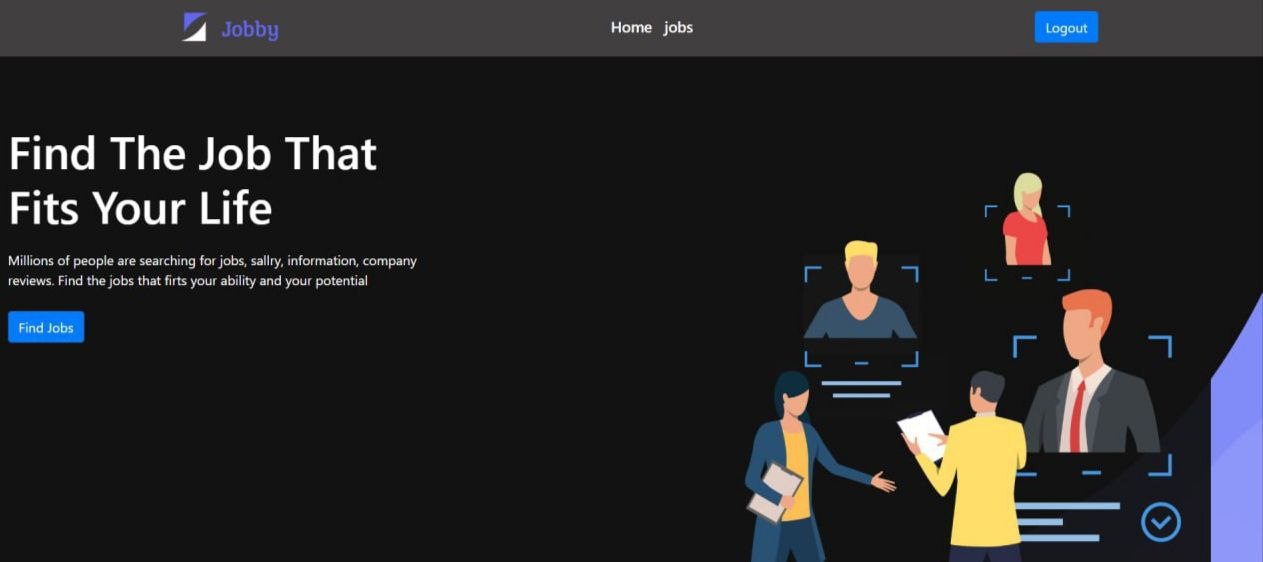 Jobby
Home jobs
Logout
Find The Job That
Fits Your Life
Millions of people are searching for jobs, sallry, information, company
reviews. Find the jobs that firts your ability and your potential
Find Jobs